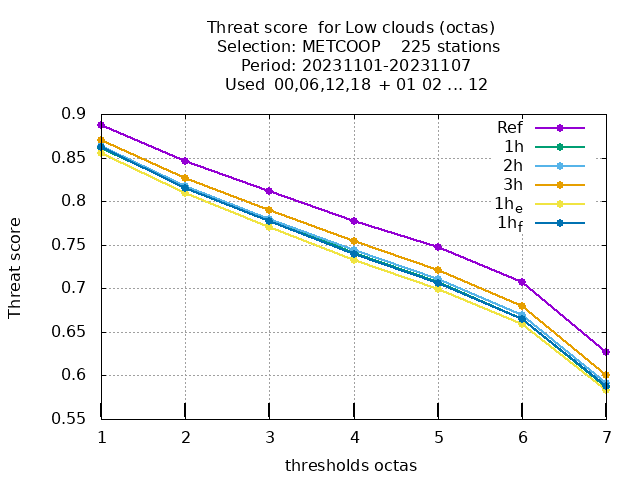 Threat score for Low clouds (octas)
Selection: METCOOP 225 stations
Period: 20231101-20231107
Used 00,06,12,18 + 01 02 ... 12
0.9
0.85
0.8
0.75
0.7
0.65
0.6
0.55
Threat score
Ref
1h
2h
3h
1he
1hf
1 2 3 4 5 6 7
thresholds octas